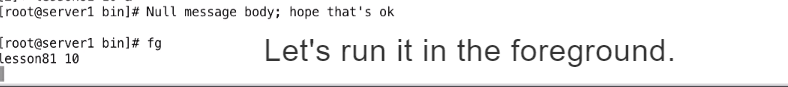 [root@server1 bin]# Null message body; hope that's ok
[root@server1 bin]# fg
lesson81 10
Let's run it in the foreground.